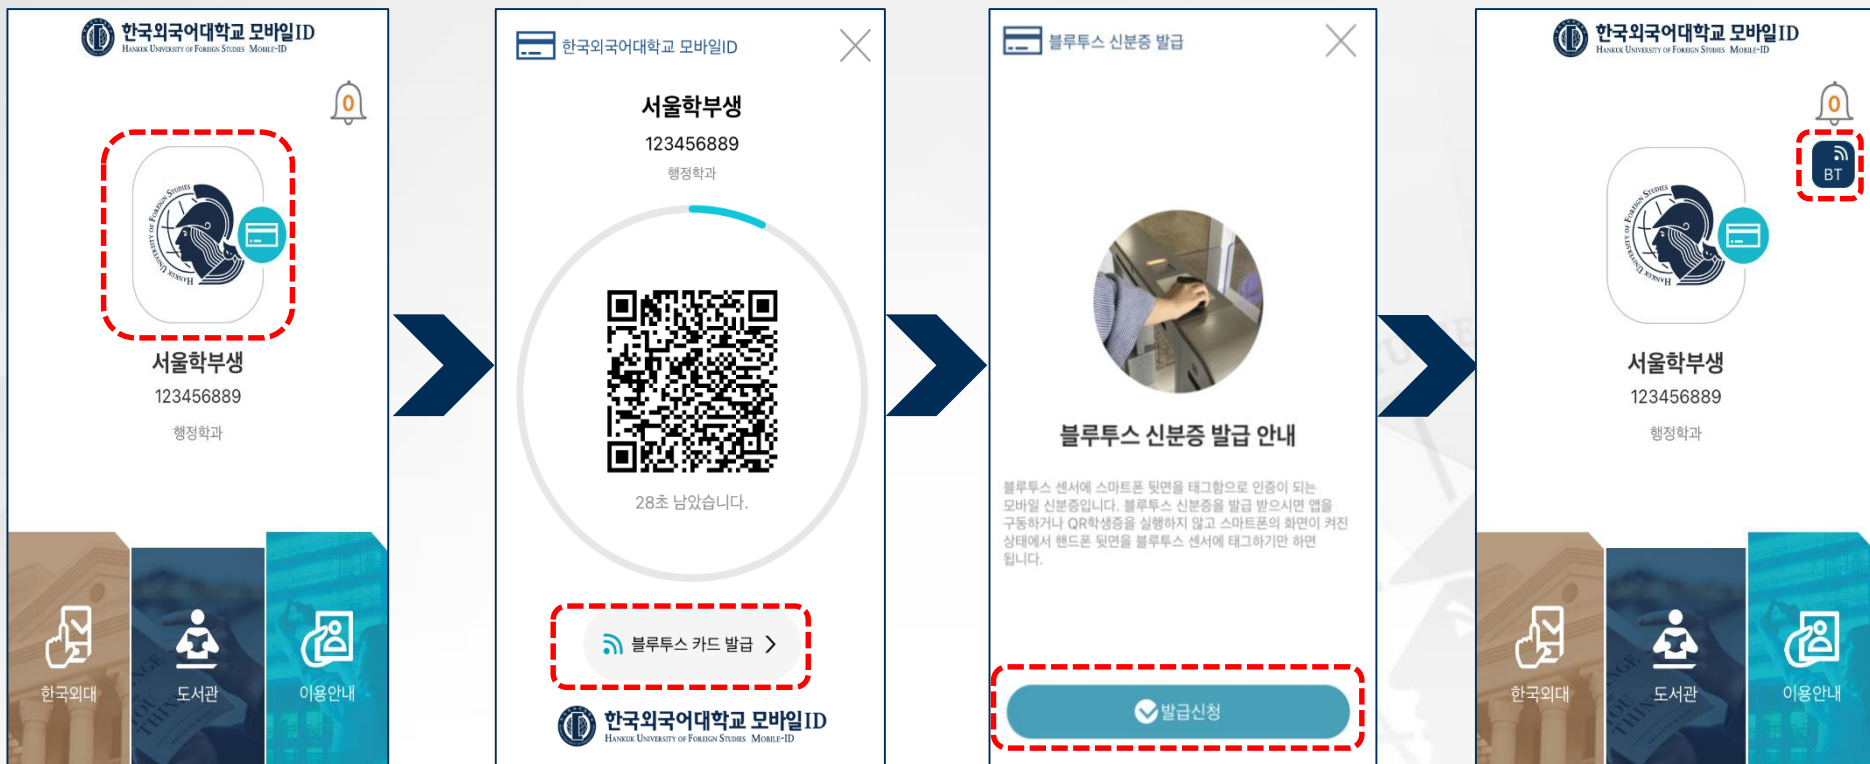 한국외국어대학교 모바일ID
HANKUK UNIVERSITY OF FOREIGN STUDIES MOBILE-ID
0
HANKUK UNIVERSITY OF FOREIGN STUDIES
서울학부생
123456889
행정학과
한국외대
도서관
이용안내
한국외국어대학교 모바일ID
서울학부생
123456889
행정학과
28초 남았습니다.
블루투스 카드 발급
한국외국어대학교 모바일ID
HANKUK UNIVERSITY OF FOREIGN STUDIES MOBILE-ID
블루투스 신분증 발급
블루투스 신분증 발급 안내
블루투스 센서에 스마트폰 뒷면을 태그함으로 인증이 되는
모바일 신분증입니다. 블루투스 신분증을 발급 받으시면 앱을
구동하거나 QR학생증을 실행하지 않고 스마트폰의 화면이 켜진
상태에서 핸드폰 뒷면을 블루투스 센서에 태그하기만 하면
됩니다.
발급신청
한국외국어대학교 모바일ID
HANKUK UNIVERSITY OF FOREIGN STUDIES MOBILE-ID
0
BT
HANKUK UNIVERSITY OF FOREIGN STUDIES
서울학부생
123456889
행정학과
한국외대
도서관
이용안내